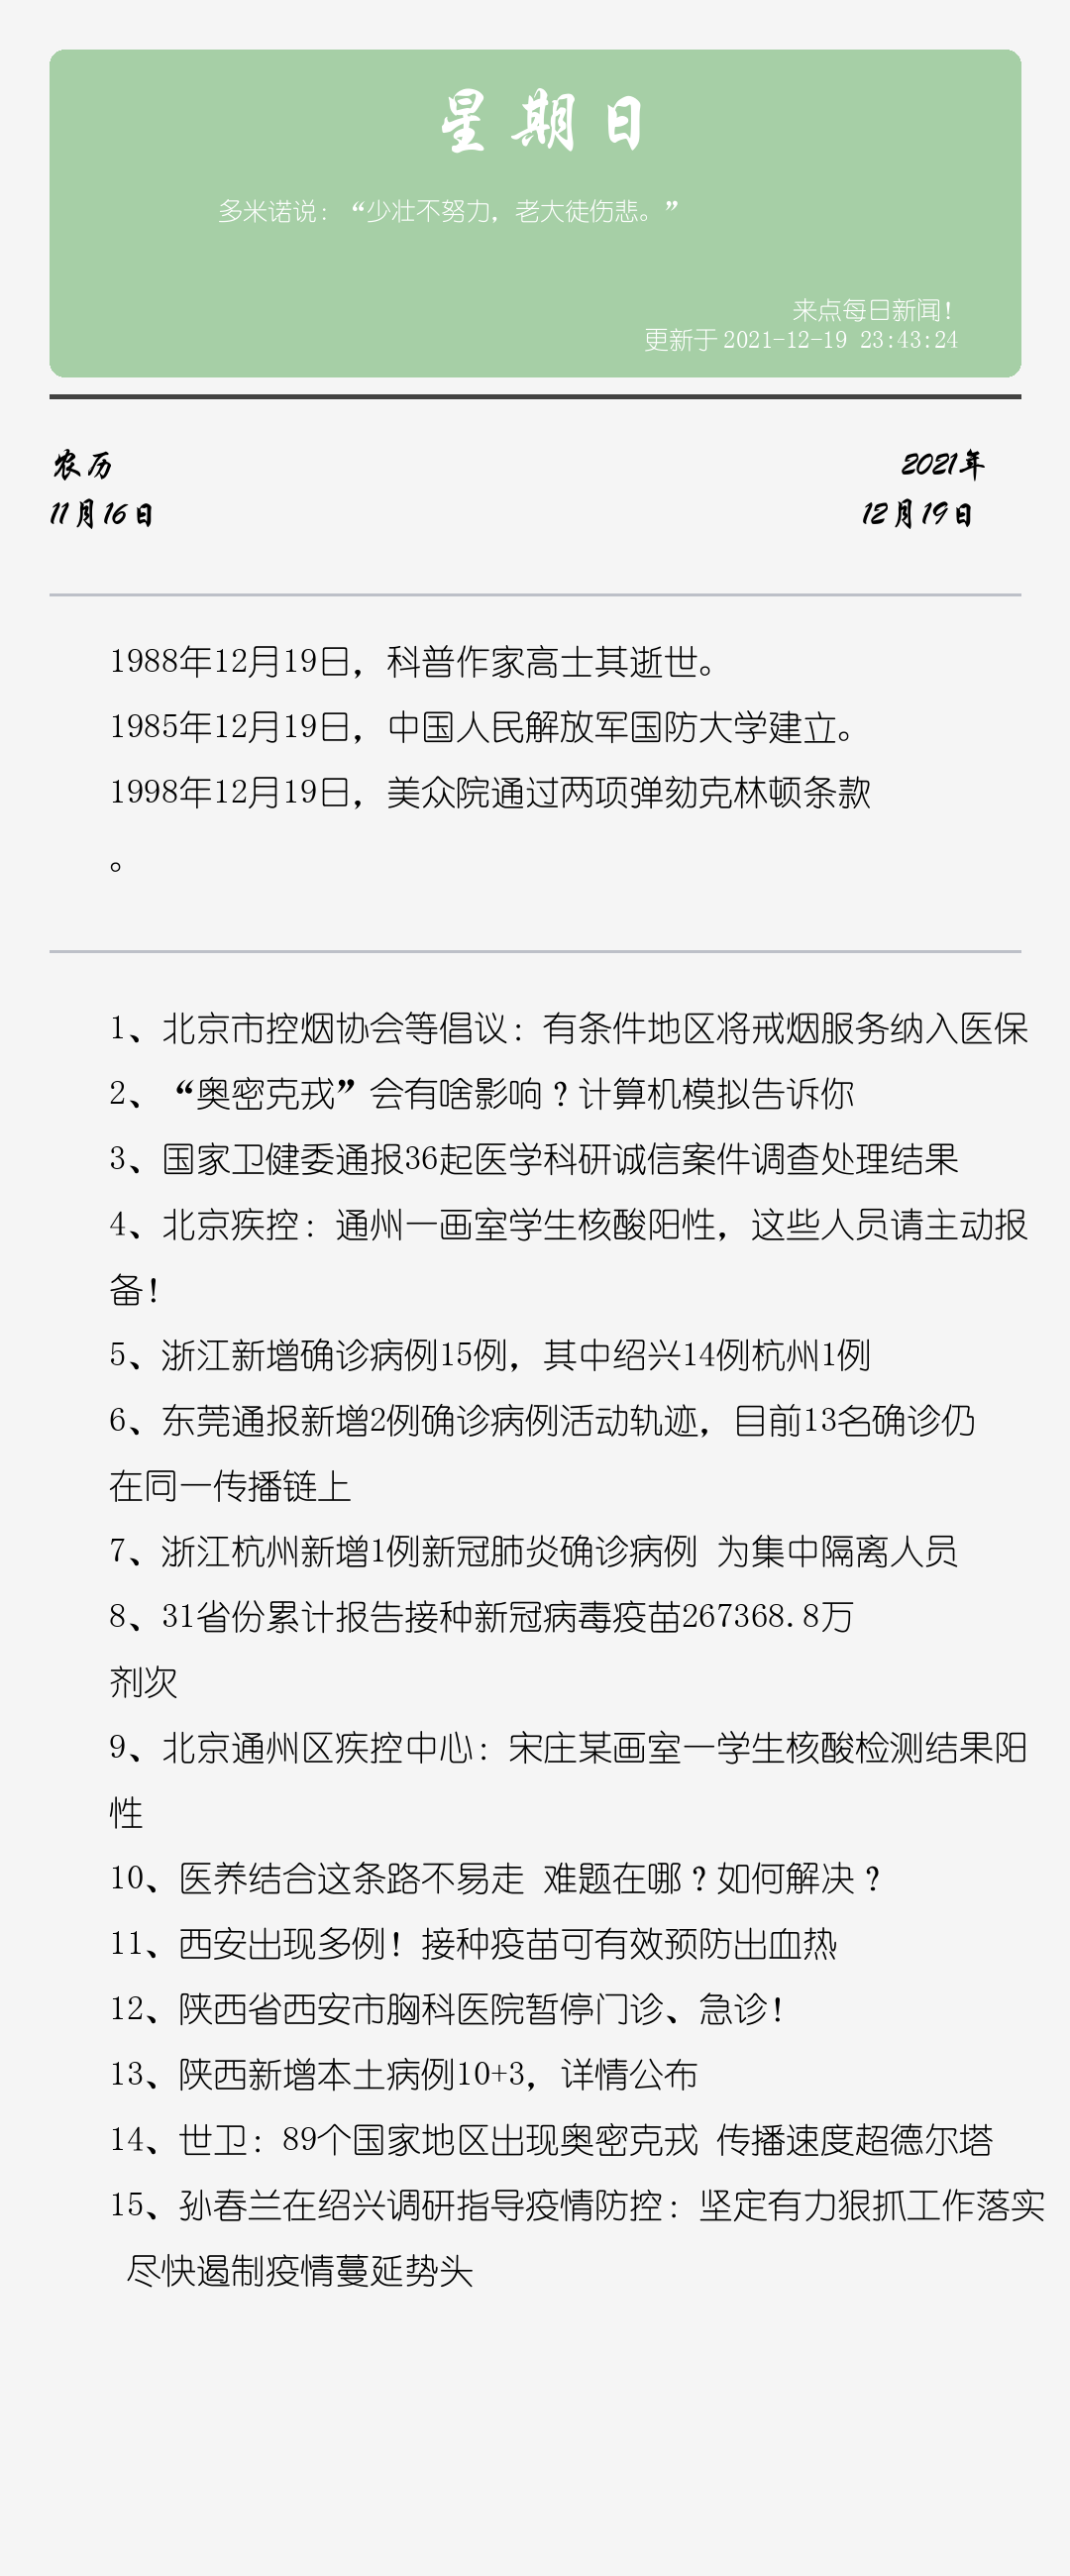 星期日
多米诺说：“少壮不努力，老大徒伤悲。”
来点每日新闻！
更新于2021-12-19 23:43:24
农历
11月16日
2021年
12月19日
1988年12月19日，科普作家高士其逝世。
1985年12月19日，中国人民解放军国防大学建立。
1998年12月19日，美众院通过两项弹劾克林顿条款
。
1、北京市控烟协会等倡议：有条件地区将戒烟服务纳入医保
2、“奥密克戎”会有啥影响？计算机模拟告诉你
3、国家卫健委通报36起医学科研诚信案件调查处理结果
4、北京疾控：通州一画室学生核酸阳性，这些人员请主动报
备！
5、浙江新增确诊病例15例，其中绍兴14例杭州1例
6、东莞通报新增2例确诊病例活动轨迹，目前13名确诊仍
在同一传播链上
7、浙江杭州新增1例新冠肺炎确诊病例 为集中隔离人员
8、31省份累计报告接种新冠病毒疫苗267368.8万
剂次
9、北京通州区疾控中心：宋庄某画室一学生核酸检测结果阳
性
10、医养结合这条路不易走 难题在哪？如何解决？
11、西安出现多例！接种疫苗可有效预防出血热
12、陕西省西安市胸科医院暂停门诊、急诊！
13、陕西新增本土病例10+3，详情公布
14、世卫：89个国家地区出现奥密克戎 传播速度超德尔塔
15、孙春兰在绍兴调研指导疫情防控：坚定有力狠抓工作落实
尽快遏制疫情蔓延势头